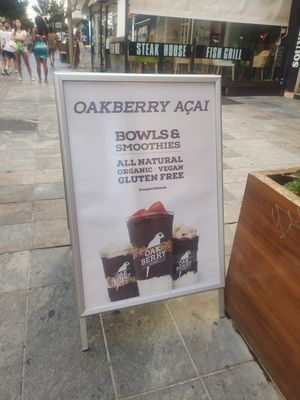 STEAK HOUSE
FISH GRILL
OAKBERRY AÇAI
BOWLS &
SMOOTHIES
ALL NATURAL
ORGANIC · VEGAN
GLUTEN FREE
OAK
BERRY